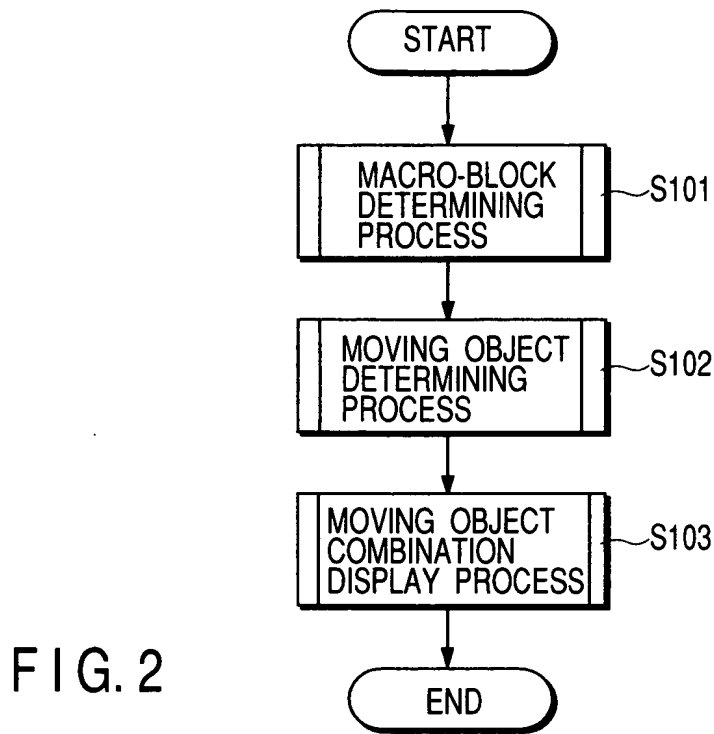 START
MACRO-BLOCK
DETERMINING
PROCESS
S101
MOVING OBJECT
DETERMINING
PROCESS
S102
MOVING OBJECT
COMBINATION
DISPLAY PROCESS
S103
END
FIG. 2